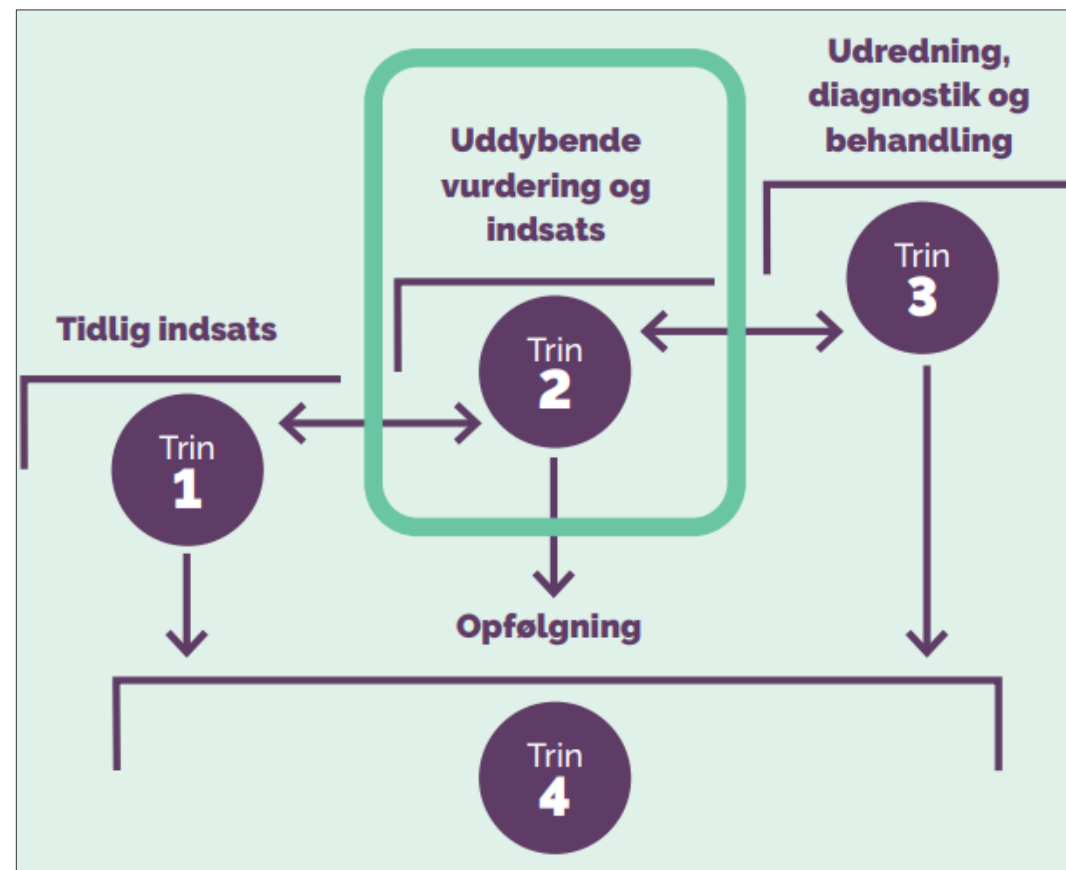 Tidlig indsats
Trin
1
Uddybende
vurdering og
indsats
Trin
2
Udredning,
diagnostik og
behandling
Trin
3
Opfølgning
Trin
4